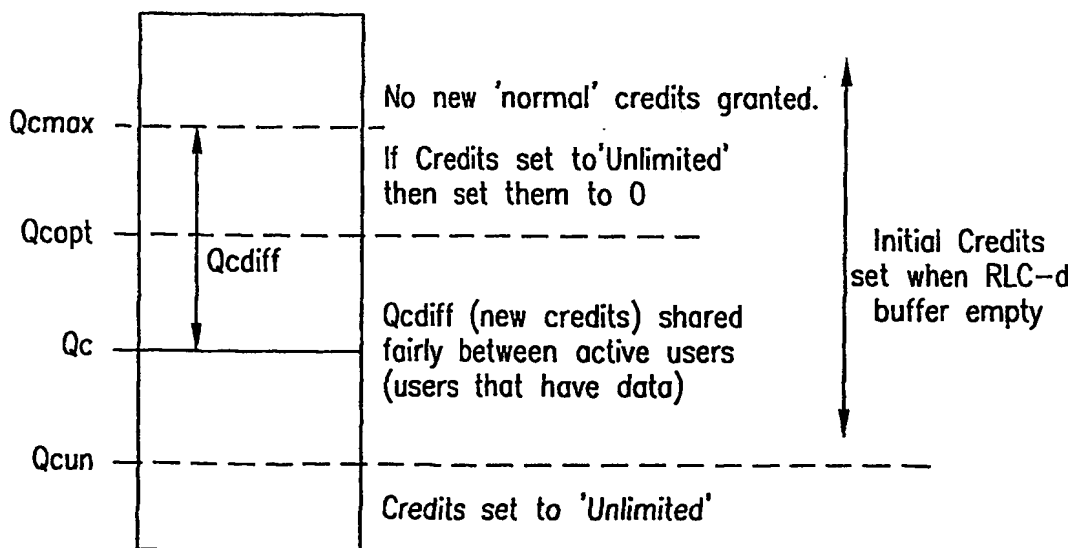 No new 'normal' credits granted.
Qcmax
If Credits set to 'Unlimited'
then set them to 0
Qcopt
Qcdiff
Initial Credits
set when RLC-d
buffer empty
Qcdiff (new credits) shared
fairly between active users
(users that have data)
Qc
Qcun
Credits set to 'Unlimited'